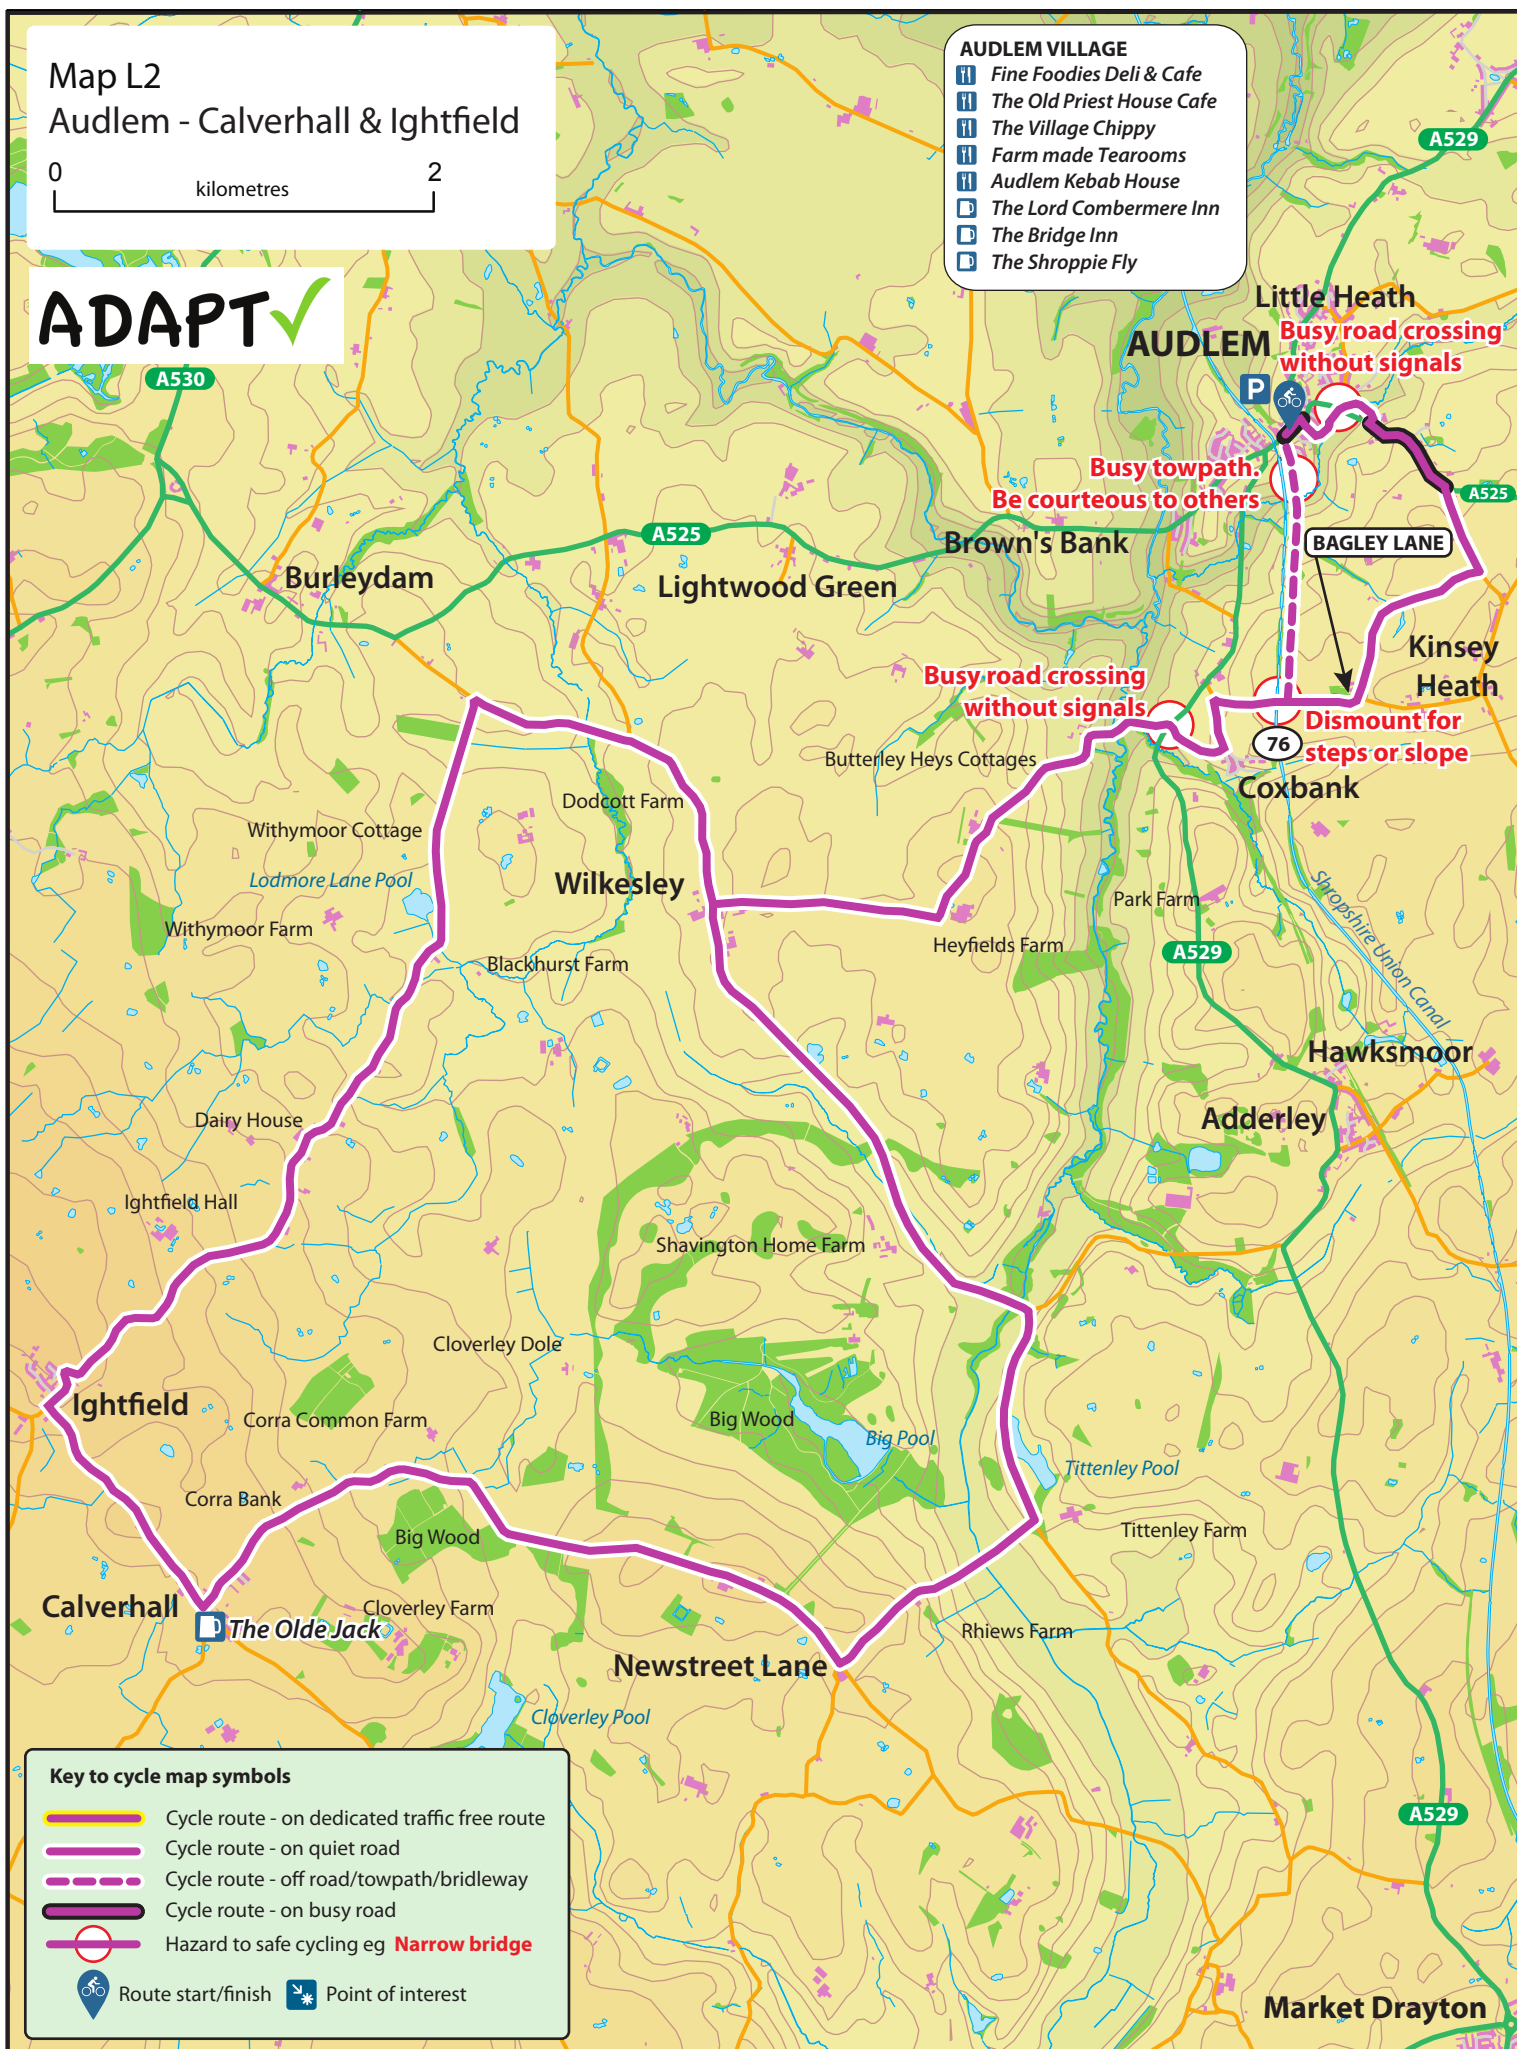 Map L2
Audlem - Calverhall & Ightfield
0
2
kilometres
ADAPT
AUDLEM VILLAGE
Fine Foodies Deli & Cafe
The Old Priest House Cafe
The Village Chippy
Farm made Tearooms
Audlem Kebab House
The Lord Combermere Inn
The Bridge Inn
The Shroppie Fly
A529
Little Heath
Busy road crossing
without signals
AUDLEM
P
A530
Busy towpath.
Be courteous to others
A525
A525
Brown's Bank
BAGLEY LANE
Burleydam
Lightwood Green
Kinsey
Heath
Busy road crossing
without signals
Dismount for
steps or slope
76
Butterley Heys Cottages
Coxbank
Dodcott Farm
Withymoor Cottage
Lodmore Lane Pool
Wilkesley
Park Farm
Shropshire Union Canal
Withymoor Farm
Heyfields Farm
A529
Blackhurst Farm
Hawksmoor
Dairy House
Adderley
Ightfield Hall
Shavington Home Farm
Cloverley Dole
Ightfield
Corra Common Farm
Big Wood
Big Pool
Tittenley Pool
Corra Bank
Big Wood
Tittenley Farm
Calverhall
The Olde Jack
Cloverley Farm
Rhiews Farm
Newstreet Lane
Cloverley Pool
Key to cycle map symbols
Cycle route - on dedicated traffic free route
Cycle route - on quiet road
Cycle route - off road/towpath/bridleway
Cycle route - on busy road
Hazard to safe cycling eg Narrow bridge
Route start/finish
Point of interest
A529
Market Drayton